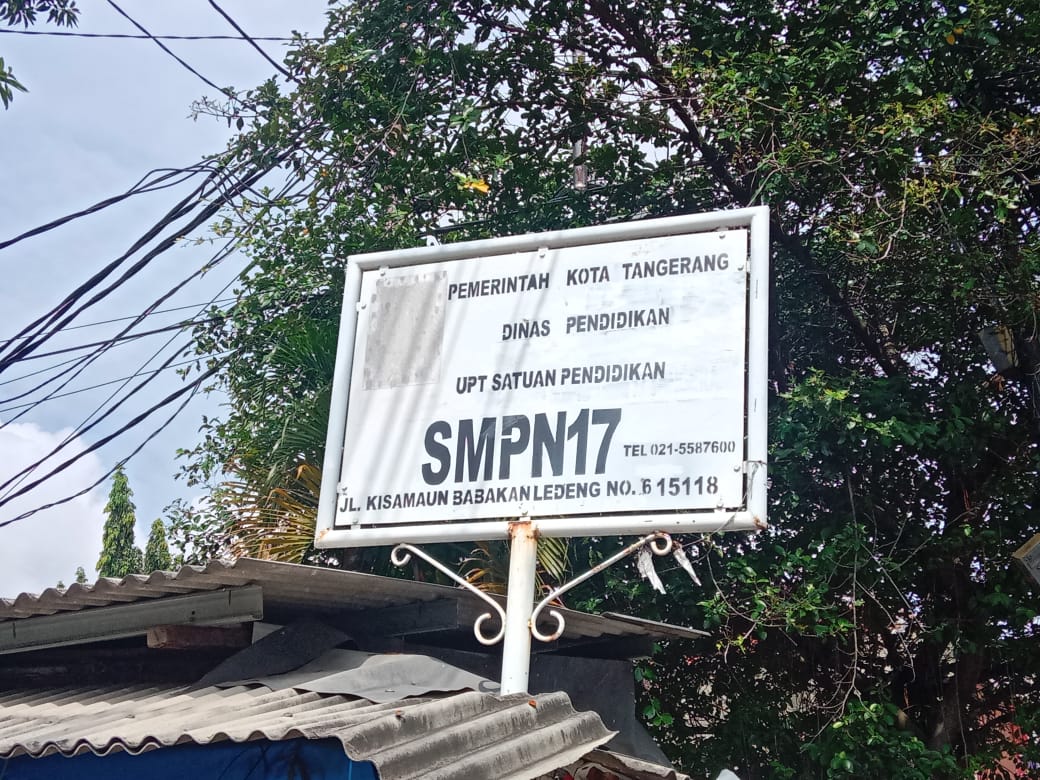 PEMERINTAH KOTA TANGERANG
DINAS PENDIDIKAN
UPT SATUAN PENDIDIKAN
SMPN17 TEL 021-5587600
JL. KISAMAUN BABAKAN LEDENG NO. 6 15118